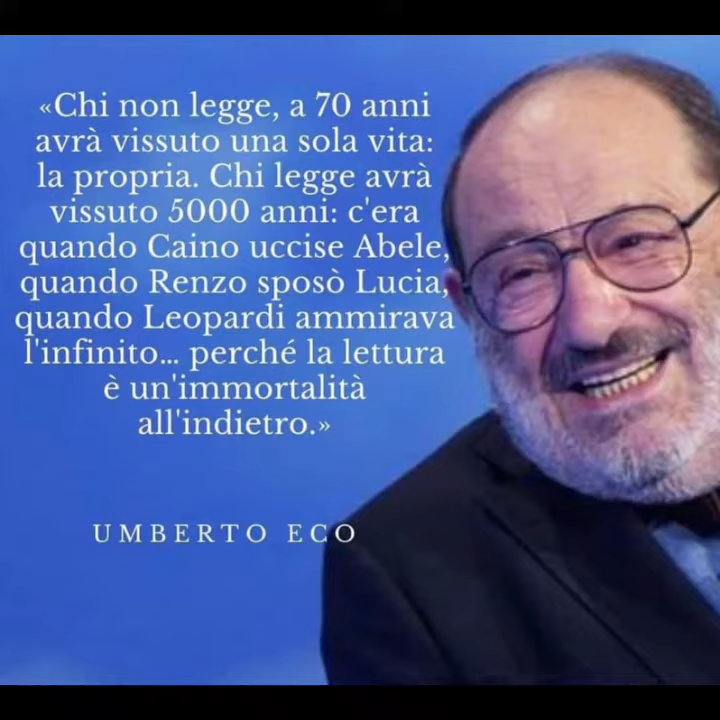 «Chi non legge, a 70 anni
avrà vissuto una sola vita:
la propria. Chi legge avrà
vissuto 5000 anni: c'era
quando Caino uccise Abele,
quando Renzo sposò Lucia,
quando Leopardi ammirava
l'infinito… perché la lettura
è un'immortalità
all'indietro.»
UMBERTO ECO